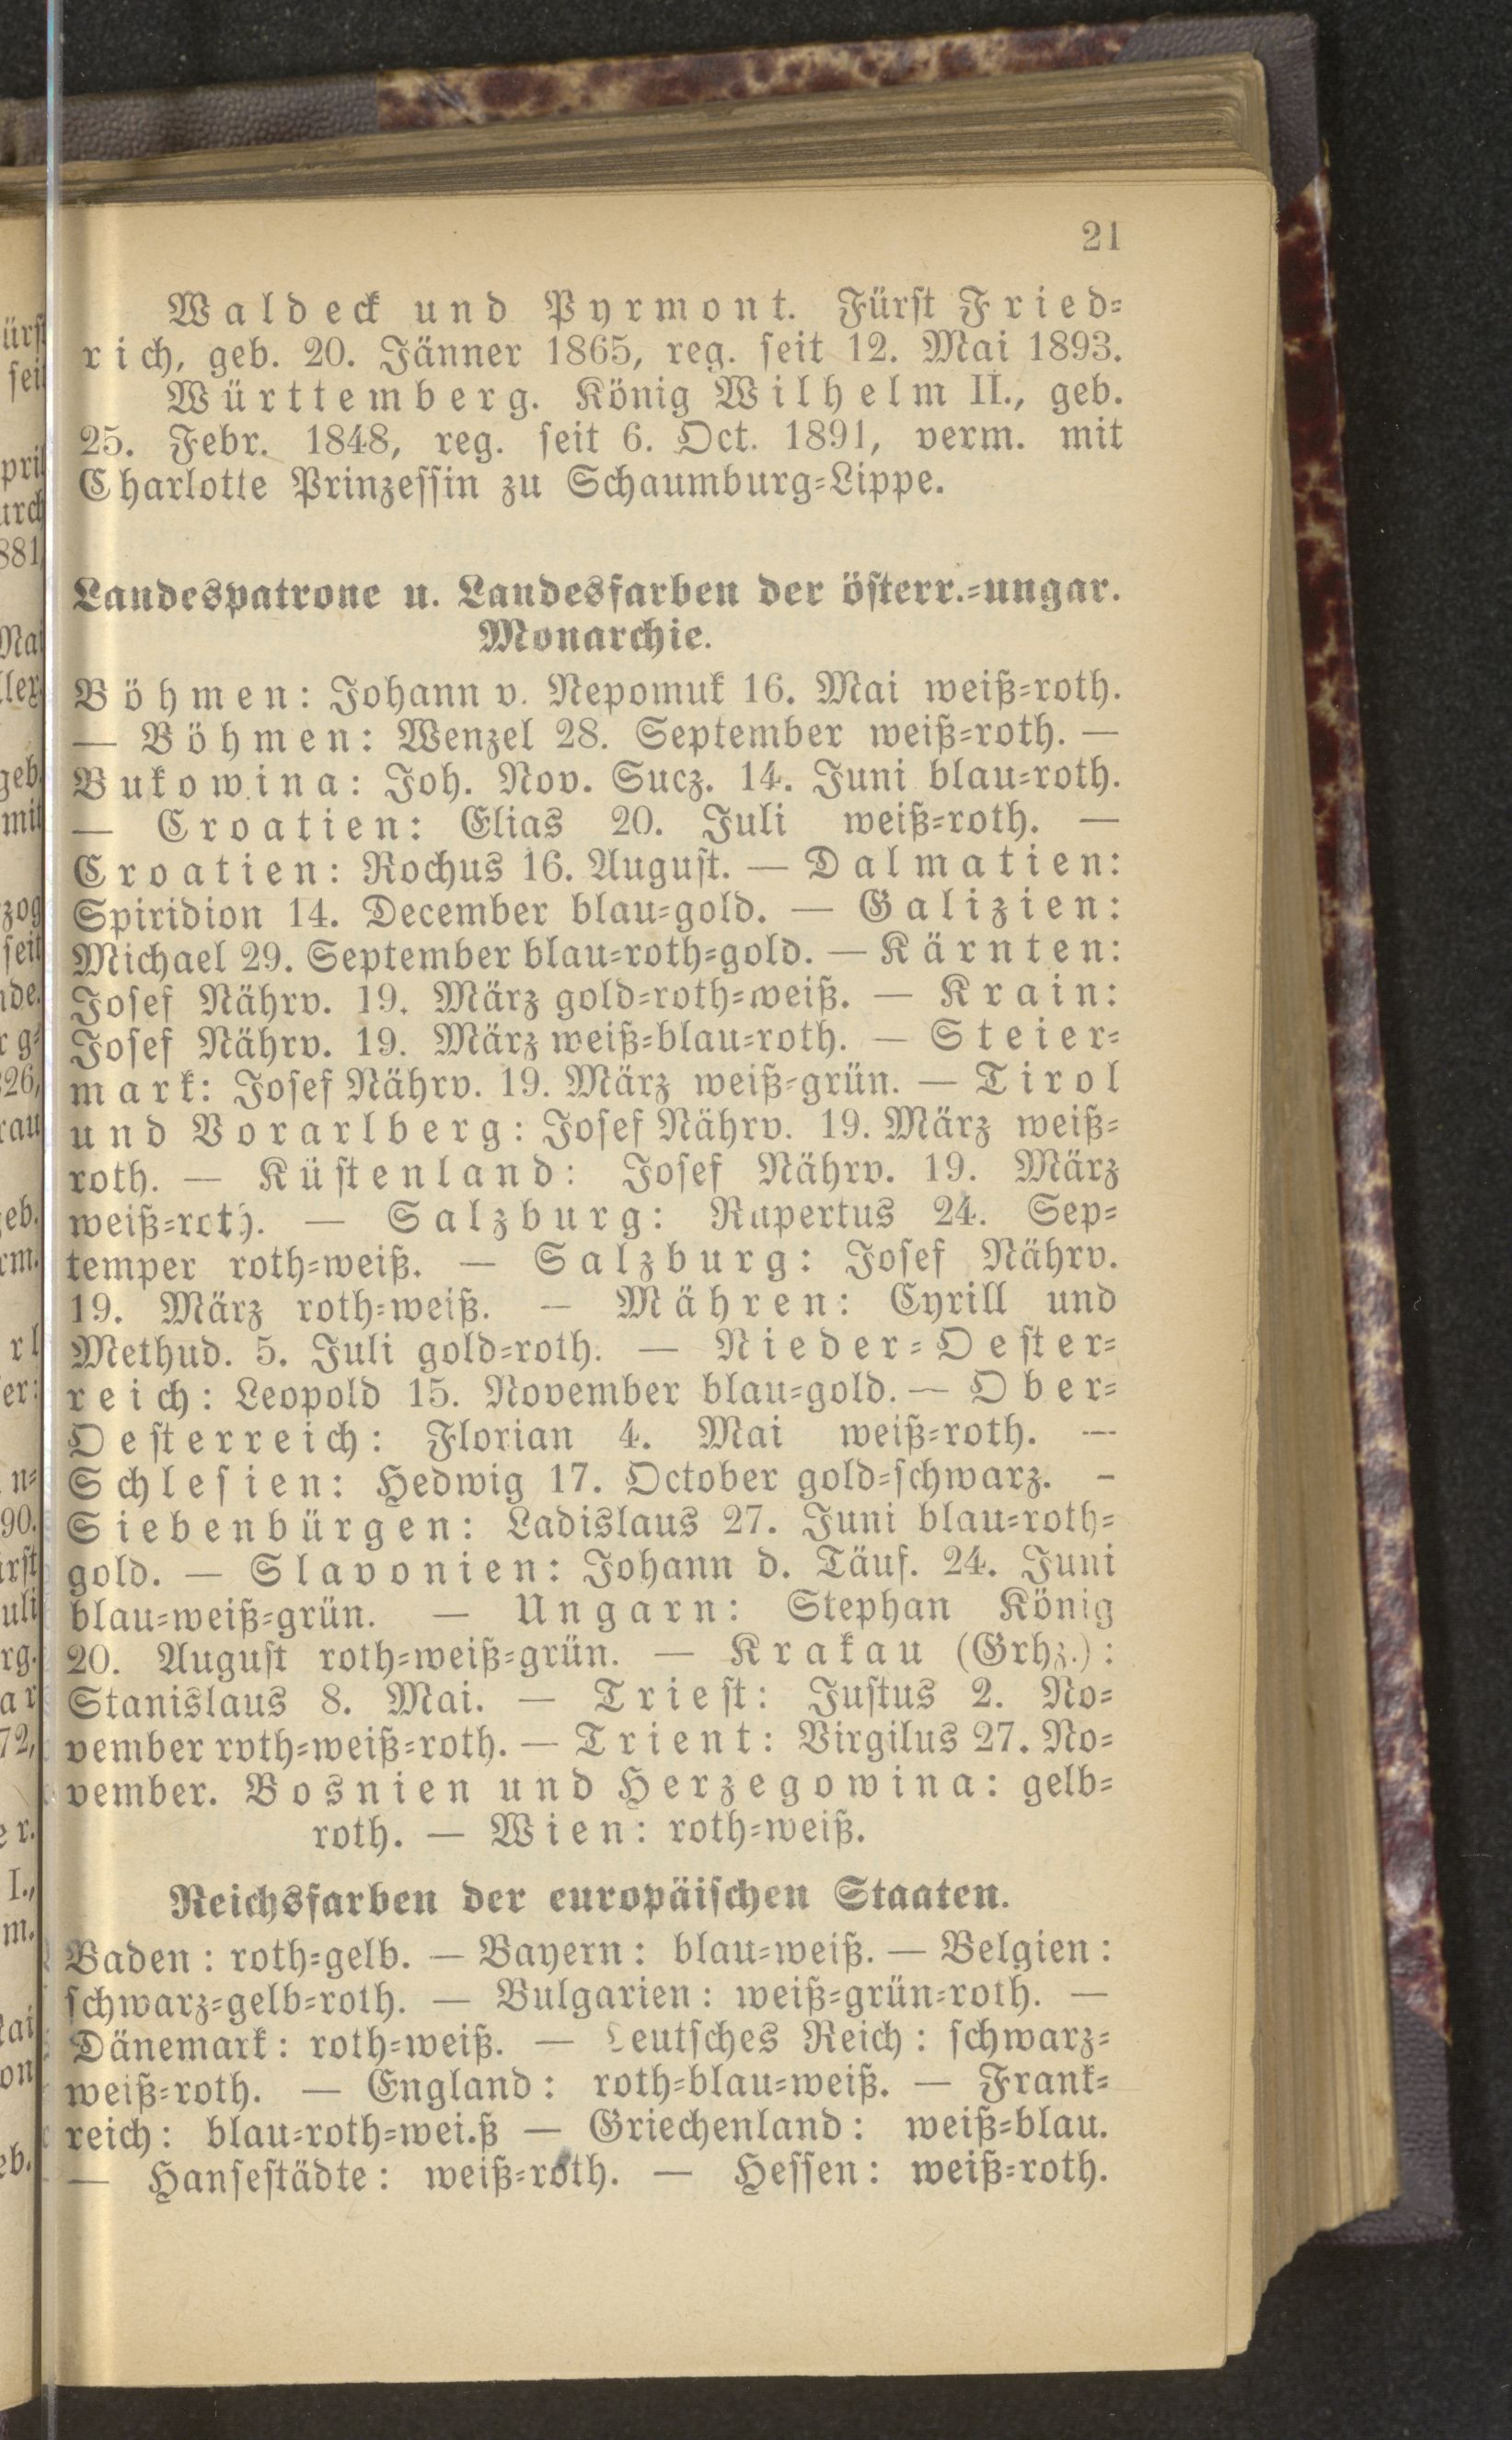 21
Waldeck und Pyrmont. Fürst Fried-
rich, geb. 20. Jänner 1865, reg. seit 12. Mai 1893.
Württemberg. König Wilhelm II., geb.
25. Febr. 1848, reg. seit 6. Oct. 1891, verm. mit
Charlotte Prinzessin zu Schaumburg-Lippe.
Landespatrone u. Landesfarben der österr.-ungar.
Monarchie.
Böhmen: Johann v. Nepomuk 16. Mai weiß-roth.
— Böhmen: Wenzel 28. September weiß-roth. —
Bukowina: Joh. Nov. Sucz. 14. Juni blau-roth.
— Croatien: Elias 20. Juli weiß-roth. —
Croatien: Rochus 16. August. — Dalmatien:
Spiridion 14. December blau-gold. — Galizien:
Michael 29. September blau-roth-gold. — Kärnten:
Josef Nährv. 19. März gold-roth-weiß. — Krain:
Josef Nährv. 19. März weiß-blau-roth. — Steier-
mark: Josef Nährv. 19. März weiß-grün. — Tirol
und Vorarlberg: Josef Nährv. 19. März weiß-
roth. — Küstenland: Josef Nährv. 19. März
weiß-roth. — Salzburg: Rupertus 24. Sep-
temper roth-weiß. — Salzburg: Josef Nährv.
19. März roth-weiß. — Mähren: Cyrill und
Methud. 5. Juli gold-roth. — Nieder-Oester-
reich: Leopold 15. November blau-gold. — Ober-
Oesterreich: Florian 4. Mai weiß-roth. —
Schlesien: Hedwig 17. October gold-schwarz. –
Siebenbürgen: Ladislaus 27. Juni blau-roth-
gold. — Slavonien: Johann d. Täuf. 24. Juni
blau-weiß-grün. — Ungarn: Stephan König
20. August roth-weiß-grün. — Krakau (Grhz.):
Stanislaus 8. Mai. — Triest: Justus 2. No-
vember roth-weiß-roth. — Trient: Virgilus 27. No-
vember. Bosnien und Herzegowina: gelb-
roth. — Wien: roth-weiß.
Reichsfarben der europäischen Staaten.
Baden: roth-gelb. — Bayern: blau-weiß. — Belgien:
schwarz-gelb-roth. — Bulgarien: weiß-grün-roth. —
Dänemark: roth-weiß. — Deutsches Reich: schwarz-
weiß-roth. — England: roth-blau-weiß. — Frank-
reich: blau-roth-wei.ß — Griechenland: weiß-blau.
— Hansestädte: weiß-roth. — Hessen: weiß-roth.